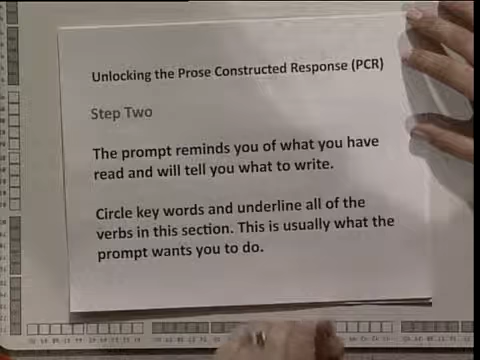 Unlocking the Prose Constructed Response (PCR)
Step Two
The prompt reminds you of what you have
read and will tell you what to write.
Circle key words and underline all of the
verbs in this section. This is usually what the
prompt wants you to do.